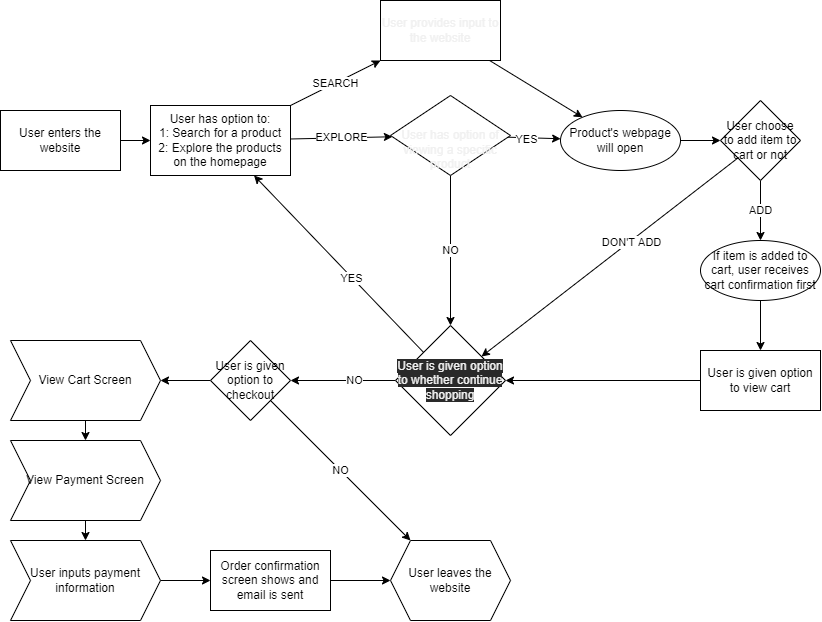 User provides input to
the website
SEARCH
User enters the
website
User has option to:
1: Search for a product
2: Explore the products
on the homepage
EXPLORE
User has option of
viewing a specific
product
YES
Product's webpage
will open
User choose
to add item to
cart or not
ADD
DON'T ADD
NO
YES
If item is added to
cart, user receives
cart confirmation first
User is given option
to view cart
User is given option
to whether continue
shopping
NO
User is given
option to
checkout
View Cart Screen
NO
View Payment Screen
User inputs payment
information
Order confirmation
screen shows and
email is sent
User leaves the
website